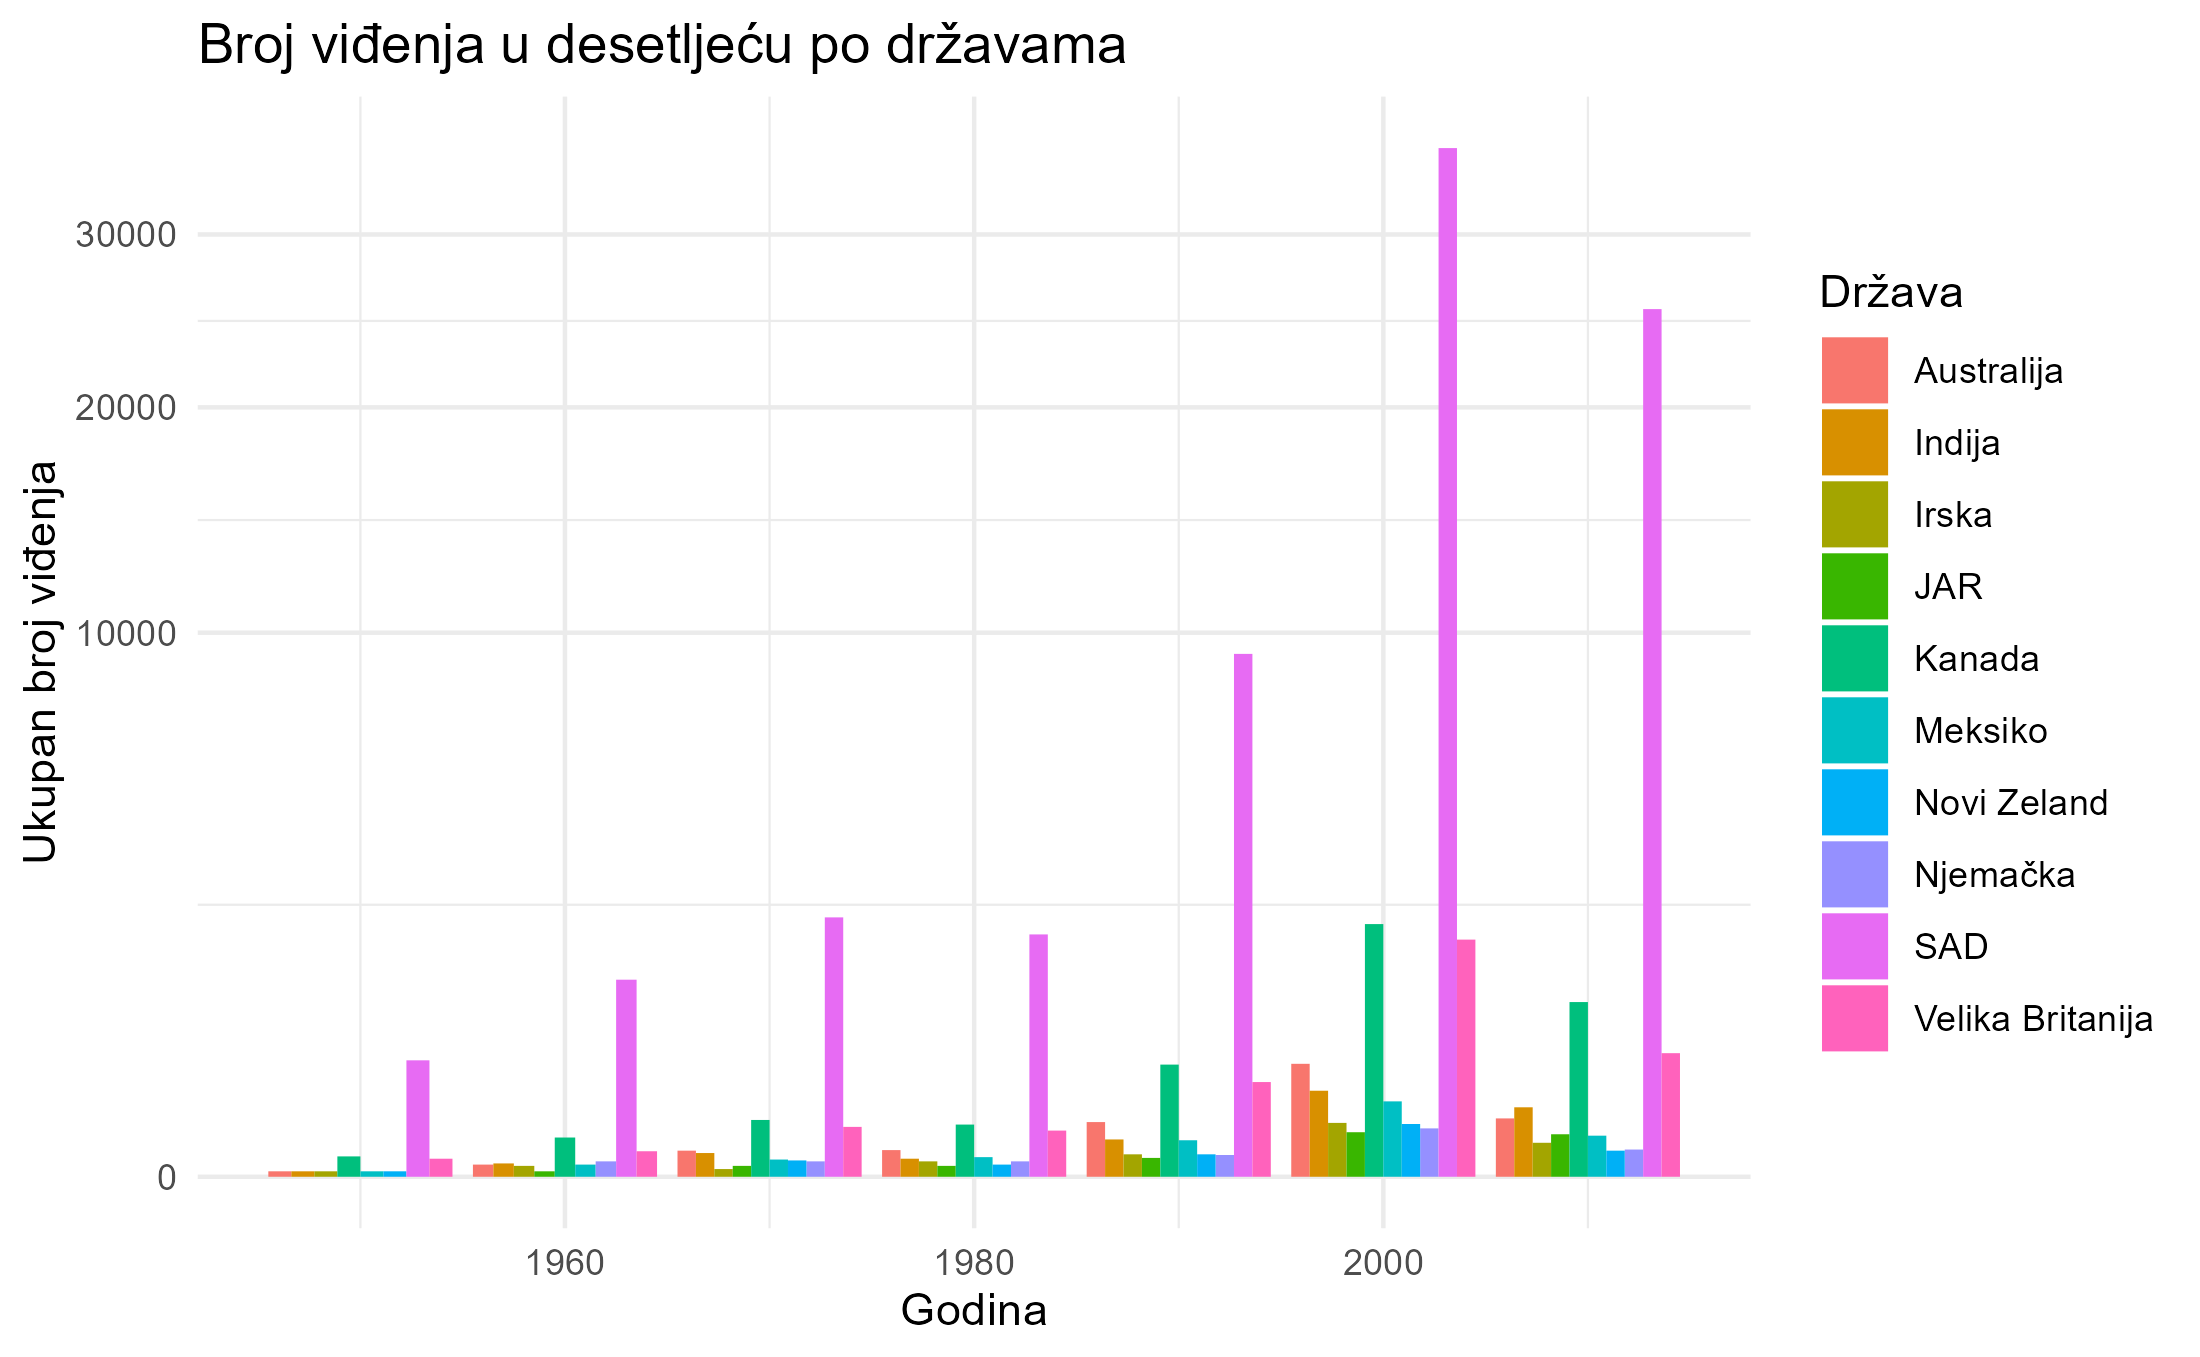 Broj viđenja u desetljeću po državama
Ukupan broj viđenja
30000
20000
10000
0
1960
1980
2000
Godina
Država
Australija
Indija
Irska
JAR
Kanada
Meksiko
Novi Zeland
Njemačka
SAD
Velika Britanija